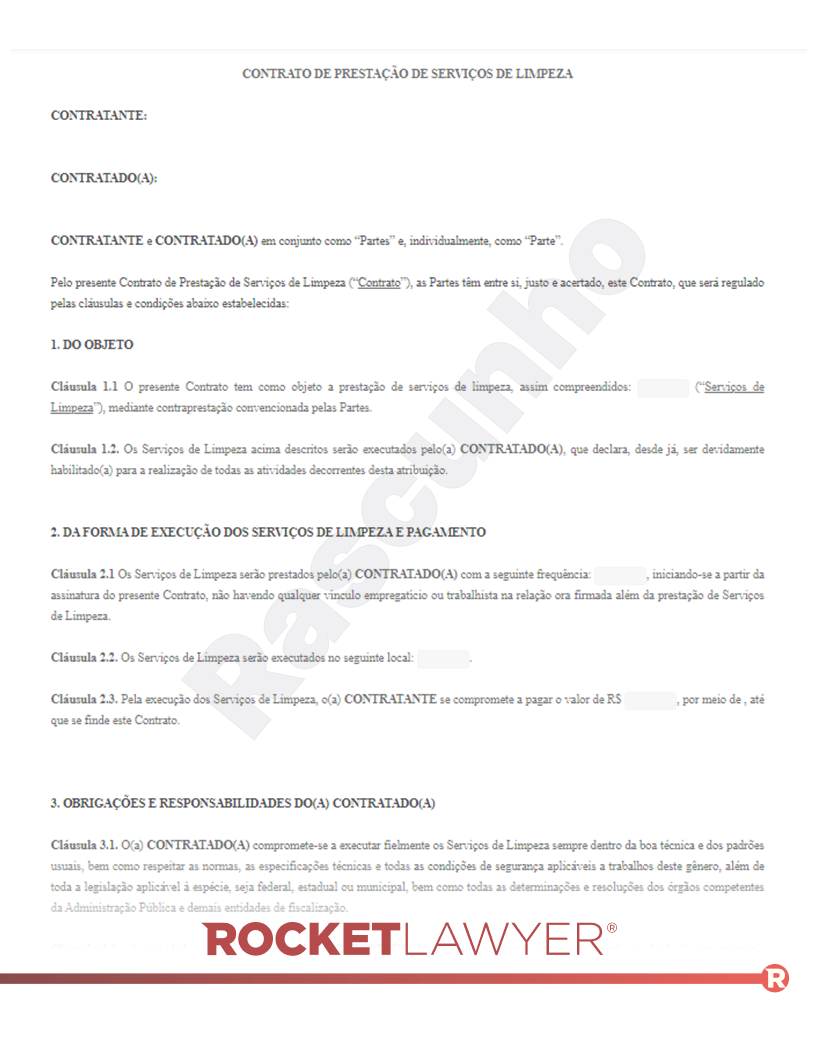 CONTRATO DE PRESTAÇÃO DE SERVIÇOS DE LIMPEZA
CONTRATANTE:
CONTRATADO(A):
CONTRATANTE e CONTRATADO(A) em conjunto como “Partes” e, individualmente, como “Parte”.
Pelo presente Contrato de Prestação de Serviços de Limpeza (“Contrato”), as Partes têm entre si, justo e acertado, este Contrato, que será regulado
pelas cláusulas e condições abaixo estabelecidas:
1. DO OBJETO
Cláusula 1.1 O presente Contrato tem como objeto a prestação de serviços de limpeza, assim compreendidos: (“Serviços de
Limpeza”), mediante contraprestação convencionada pelas Partes.
Cláusula 1.2. Os Serviços de Limpeza acima descritos serão executados pelo(a) CONTRATADO(A), que declara, desde já, ser devidamente
habilitado(a) para a realização de todas as atividades decorrentes desta atribuição.
2. DA FORMA DE EXECUÇÃO DOS SERVIÇOS DE LIMPEZA E PAGAMENTO
Cláusula 2.1 Os Serviços de Limpeza serão prestados pelo(a) CONTRATADO(A) com a seguinte frequência: , iniciando-se a partir da
assinatura do presente Contrato, não havendo qualquer vínculo empregatício ou trabalhista na relação ora firmada além da prestação de Serviços
de Limpeza.
Cláusula 2.2. Os Serviços de Limpeza serão executados no seguinte local: .
Cláusula 2.3. Pela execução dos Serviços de Limpeza, o(a) CONTRATANTE se compromete a pagar o valor de R$ , por meio de , até
que se finde este Contrato.
3. OBRIGAÇÕES E RESPONSABILIDADES DO(A) CONTRATADO(A)
Cláusula 3.1. O(a) CONTRATADO(A) compromete-se a executar fielmente os Serviços de Limpeza sempre dentro da boa técnica e dos padrões
usuais, bem como respeitar as normas, as especificações técnicas e todas as condições de segurança aplicáveis a trabalhos deste gênero, além de
toda a legislação aplicável á espécie, seja federal, estadual ou municipal, bem como todas as determinações e resoluções dos órgãos competentes
da Administração Pública e demais entidades de fiscalização.
Rascunho
ROCKETLAWYER®
R